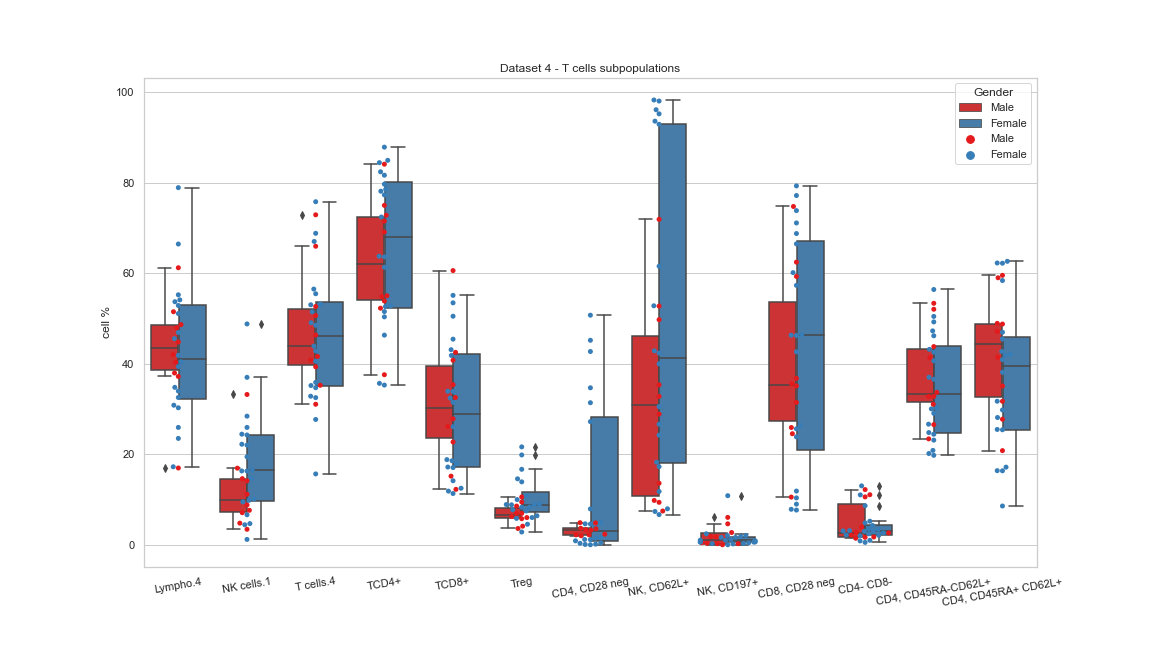 Dataset 4 - T cells subpopulations
Gender
Male
Female
Male
Female
cell %
100
80
60
40
20
0
Lympho.4
NK cells.1
T cells.4
TCD4+
TCD8+
Treg
CD4, CD28 neg
NK, CD62L+
NK, CD197+
CD8, CD28 neg
CD4- CD8-
CD4, CD45RA-CD62L+
CD4, CD45RA+ CD62L+